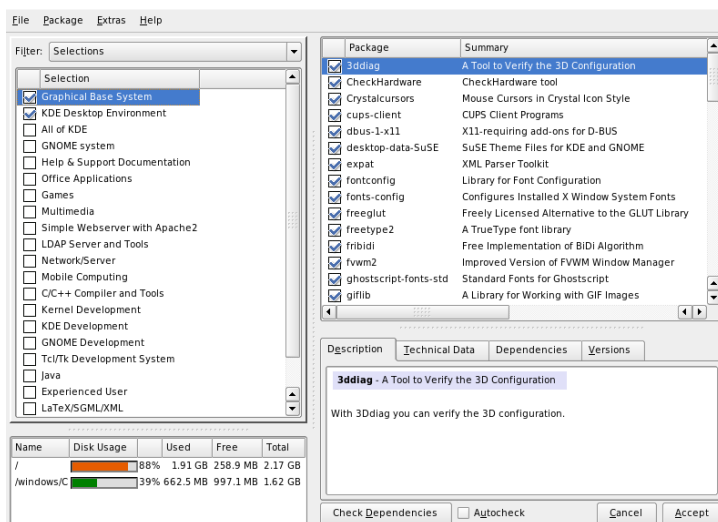 File Package Extras Help
Filter: Selections
Selection
Graphical Base System
KDE Desktop Environment
All of KDE
GNOME system
Help & Support Documentation
Office Applications
Games
Multimedia
Simple Webserver with Apache2
LDAP Server and Tools
Network/Server
Mobile Computing
C/C++ Compiler and Tools
Kernel Development
KDE Development
GNOME Development
Tcl/Tk Development System
Java
Experienced User
LaTeX/SGML/XML
Name Disk Usage Used Free Total
/ 88% 1.91 GB 258.9 MB 2.17 GB
/windows/C 39% 662.5 MB 997.1 MB 1.62 GB
Package Summary
3ddiag A Tool to Verify the 3D Configuration
CheckHardware CheckHardware tool
Crystalcursors Mouse Cursors in Crystal Icon Style
cups-client CUPS Client Programs
dbus-1-x11 X11-requiring add-ons for D-BUS
desktop-data-SuSE SuSE Theme Files for KDE and GNOME
expat XML Parser Toolkit
fontconfig Library for Font Configuration
fonts-config Configures Installed X Window System Fonts
freeglut Freely Licensed Alternative to the GLUT Library
freetype2 A TrueType font library
fribidi Free Implementation of BiDi Algorithm
fvwm2 Improved Version of FVWM Window Manager
ghostscript-fonts-std Standard Fonts for Ghostscript
giflib A Library for Working with GIF Images
Description Technical Data Dependencies Versions
3ddiag - A Tool to Verify the 3D Configuration
With 3Ddiag you can verify the 3D configuration.
Check Dependencies Autocheck Cancel Accept